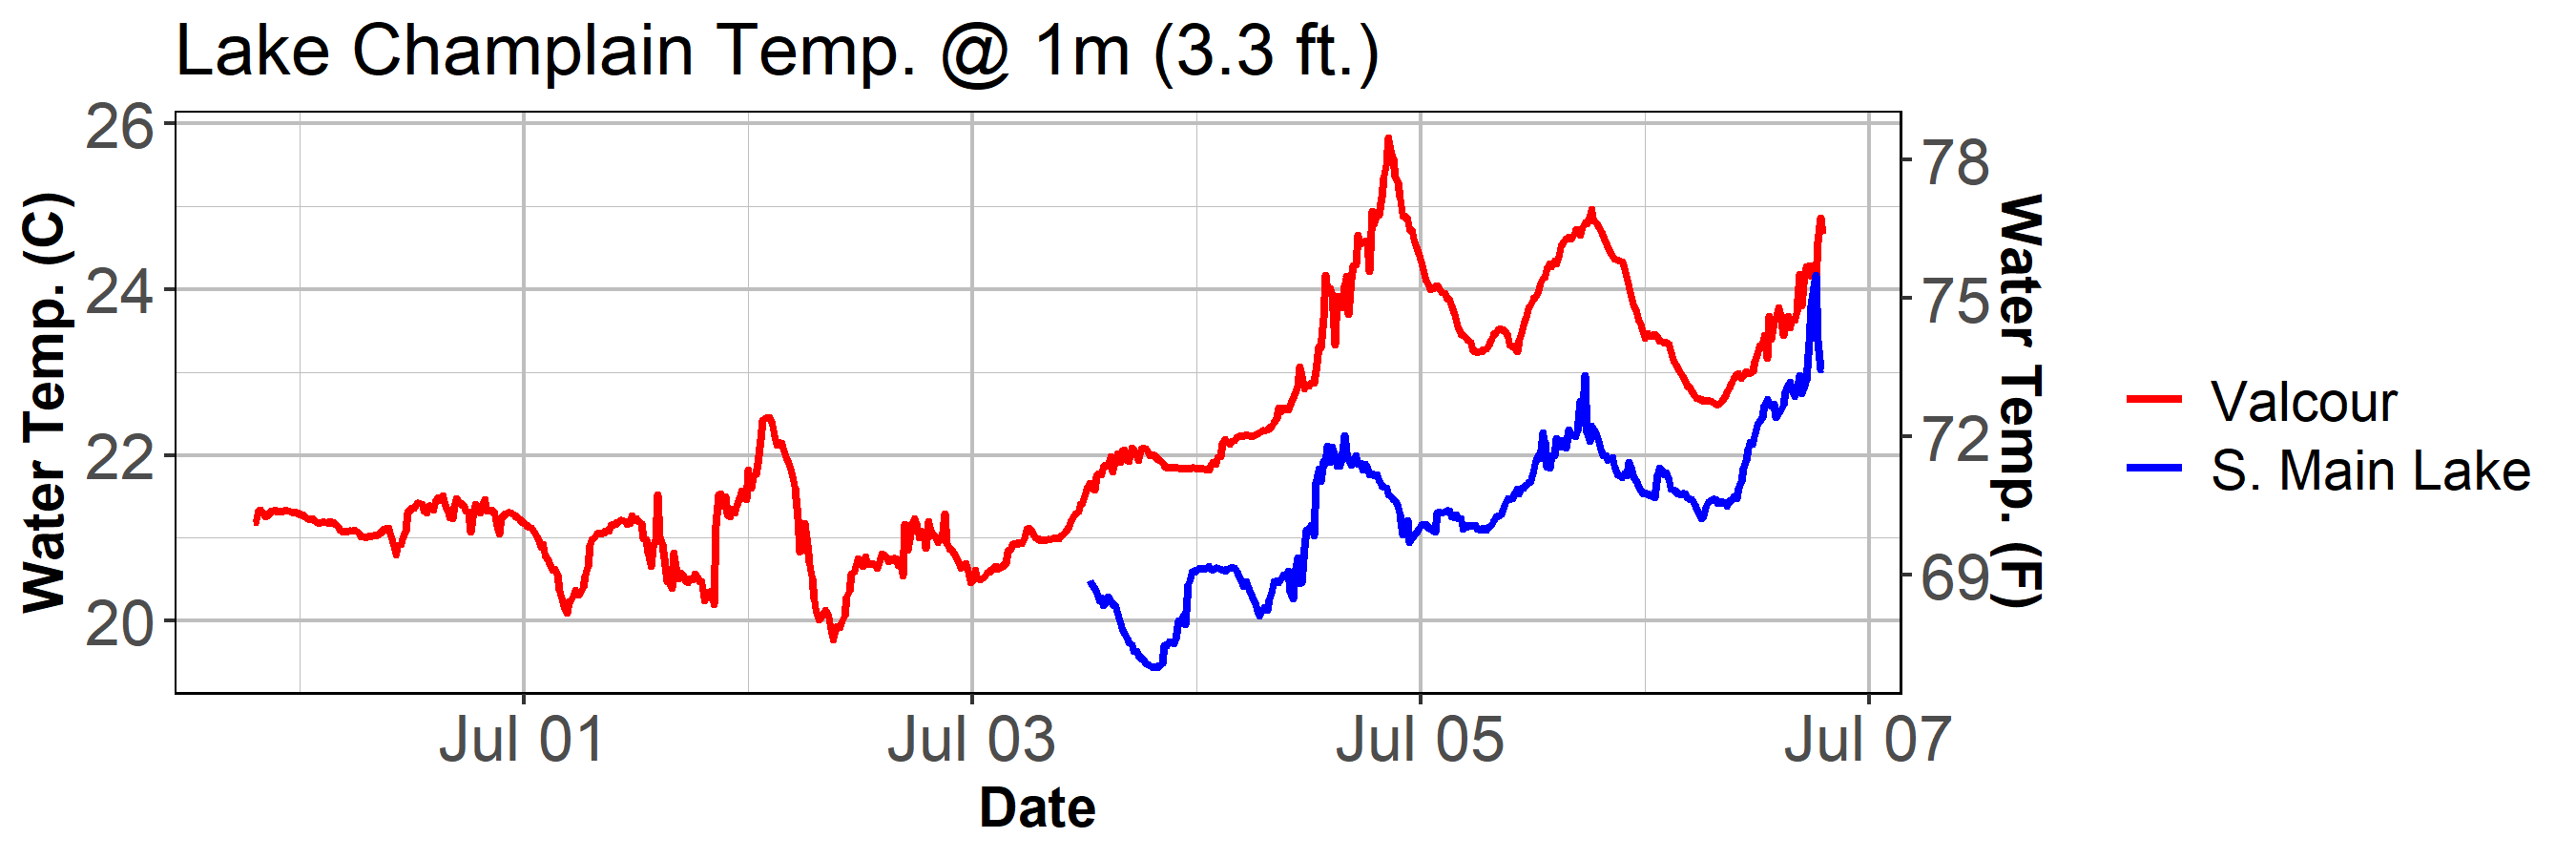 Lake Champlain Temp. @ 1m (3.3 ft.)
Water Temp. (C)
26
24
22
20
78
75
72
69
Water Temp. (F)
Jul 01
Jul 03
Jul 05
Jul 07
Date
Valcour
S. Main Lake